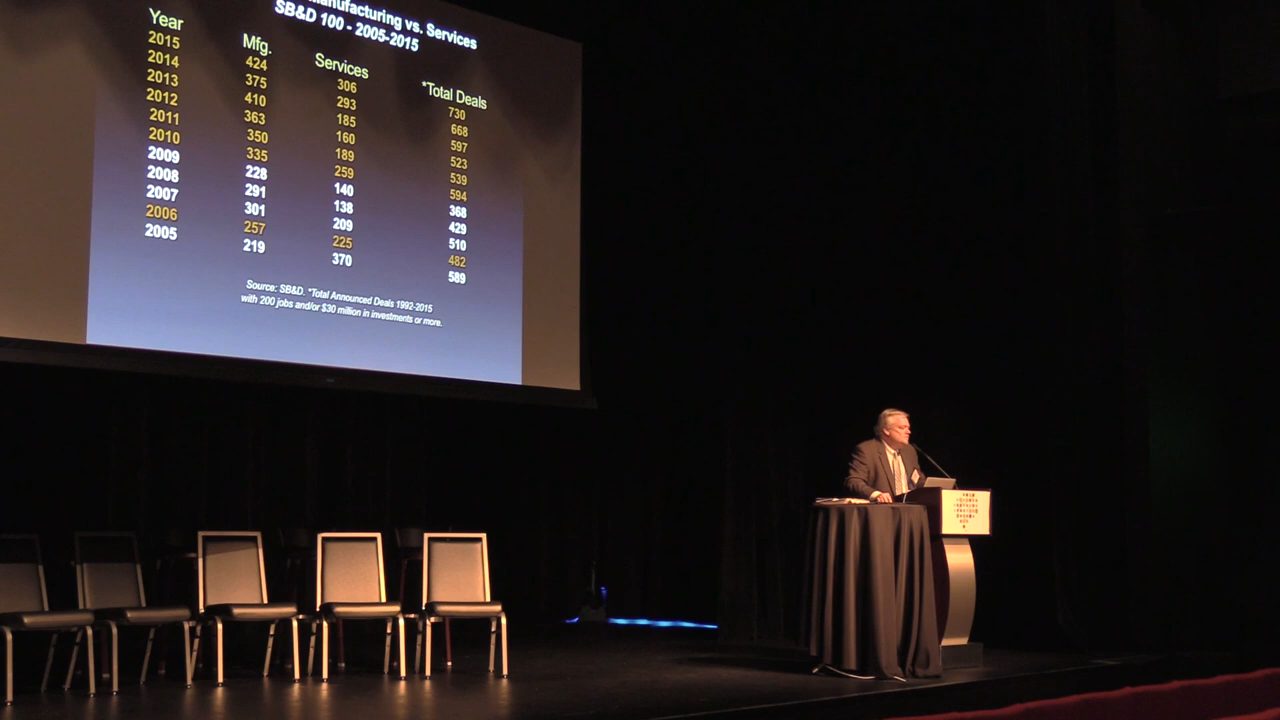 Manufacturing vs. Services
SB&D 100 - 2005-2015
Year Mfg. Services *Total Deals
2015 424 306 730
2014 375 293 668
2013 410 185 597
2012 363 160 523
2011 350 189 539
2010 335 259 594
2009 228 140 368
2008 291 138 429
2007 301 209 510
2006 257 225 482
2005 219 370 589
Source: SB&D. *Total Announced Deals 1992-2015
with 200 jobs and/or $30 million in investments or more.